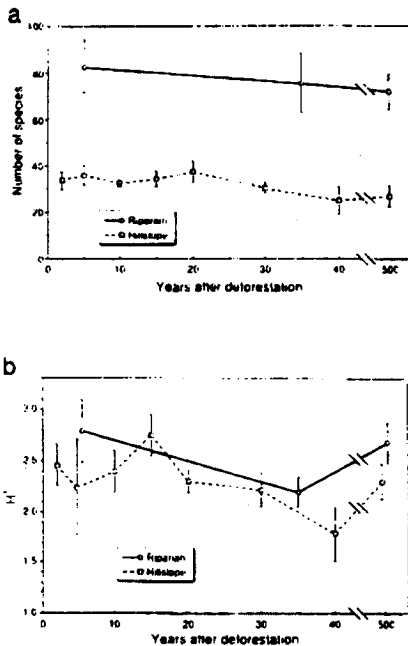 a
Number of species
100
80
60
40
20
0
Riparian
Hillslope
0 10 20 30 40 500
Years after deforestation
b
H'
3.0
2.5
2.0
1.5
1.0
Riparian
Hillslope
0 10 20 30 40 500
Years after deforestation